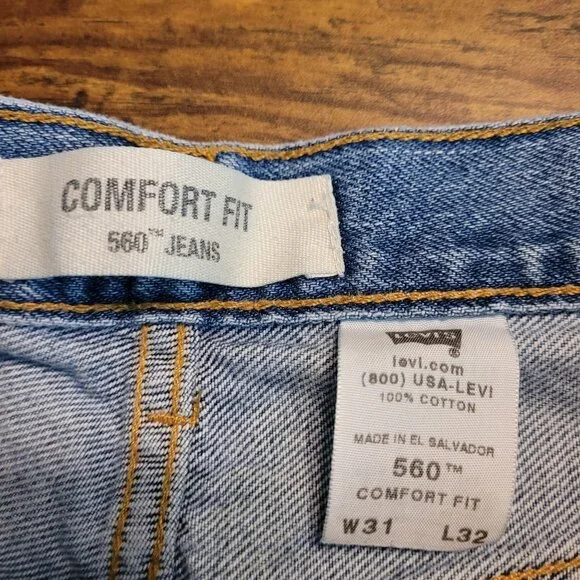 COMFORT FIT
560™ JEANS
LEVI'S
levi.com
(800) USA-LEVI
100% COTTON
MADE IN EL SALVADOR
560™
COMFORT FIT
W31 L32